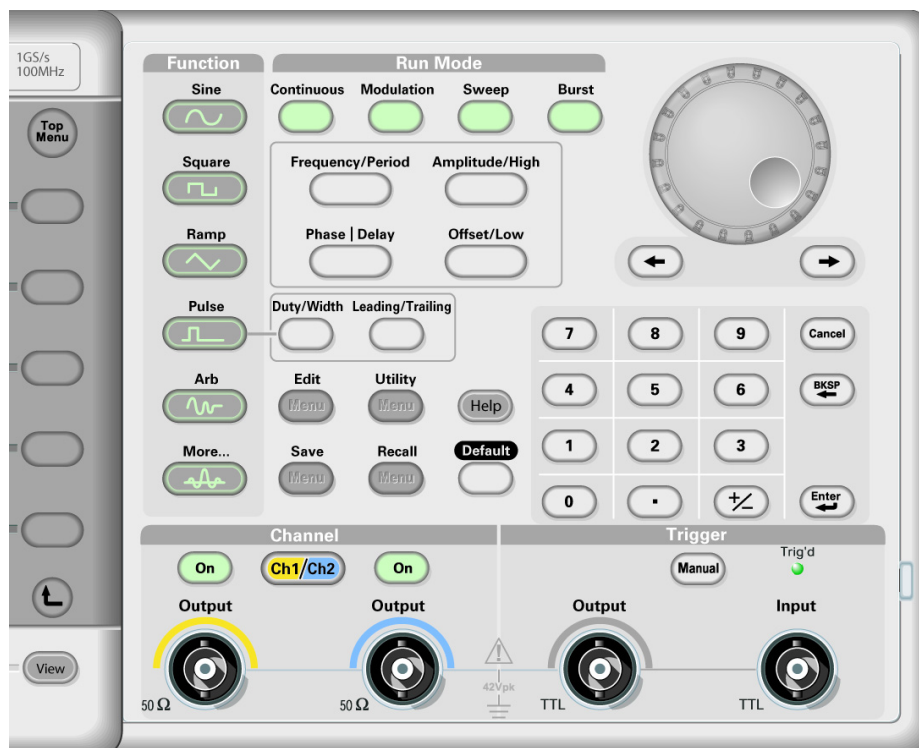 1GS/s
100MHz
Top
Menu
View
Function
Sine
Square
Ramp
Pulse
Arb
More...
Run Mode
Continuous Modulation Sweep Burst
Frequency/Period Amplitude/High
Phase | Delay Offset/Low
Duty/Width Leading/Trailing
Edit Utility
Menu Menu Help
Save Recall Default
Menu Menu
7 8 9 Cancel
4 5 6 BKSP
1 2 3
0 . +/− Enter
Channel
On Ch1/Ch2 On
Output Output
50 Ω 50 Ω
42Vpk
Trigger
Manual Trig'd
Output Input
TTL TTL